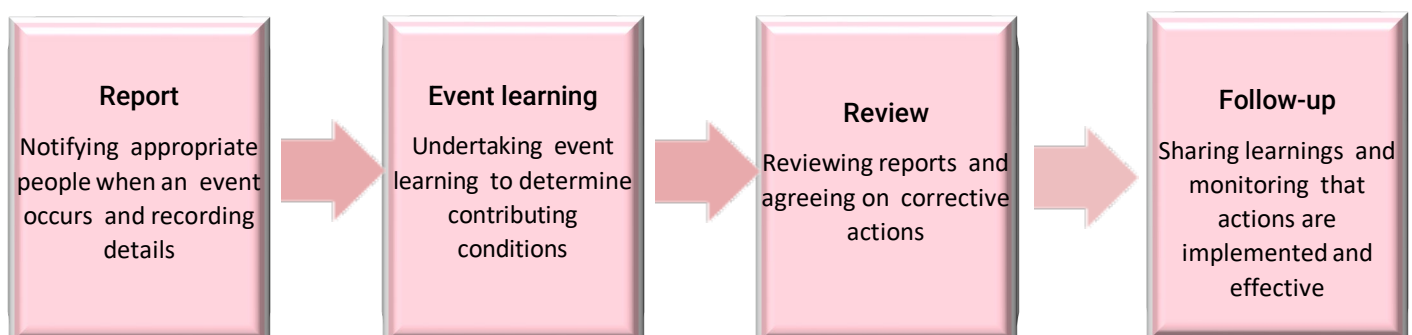 Report
Notifying appropriate
people when an event
occurs and recording
details
Event learning
Undertaking event
learning to determine
contributing
conditions
Review
Reviewing reports and
agreeing on corrective
actions
Follow-up
Sharing learnings and
monitoring that
actions are
implemented and
effective